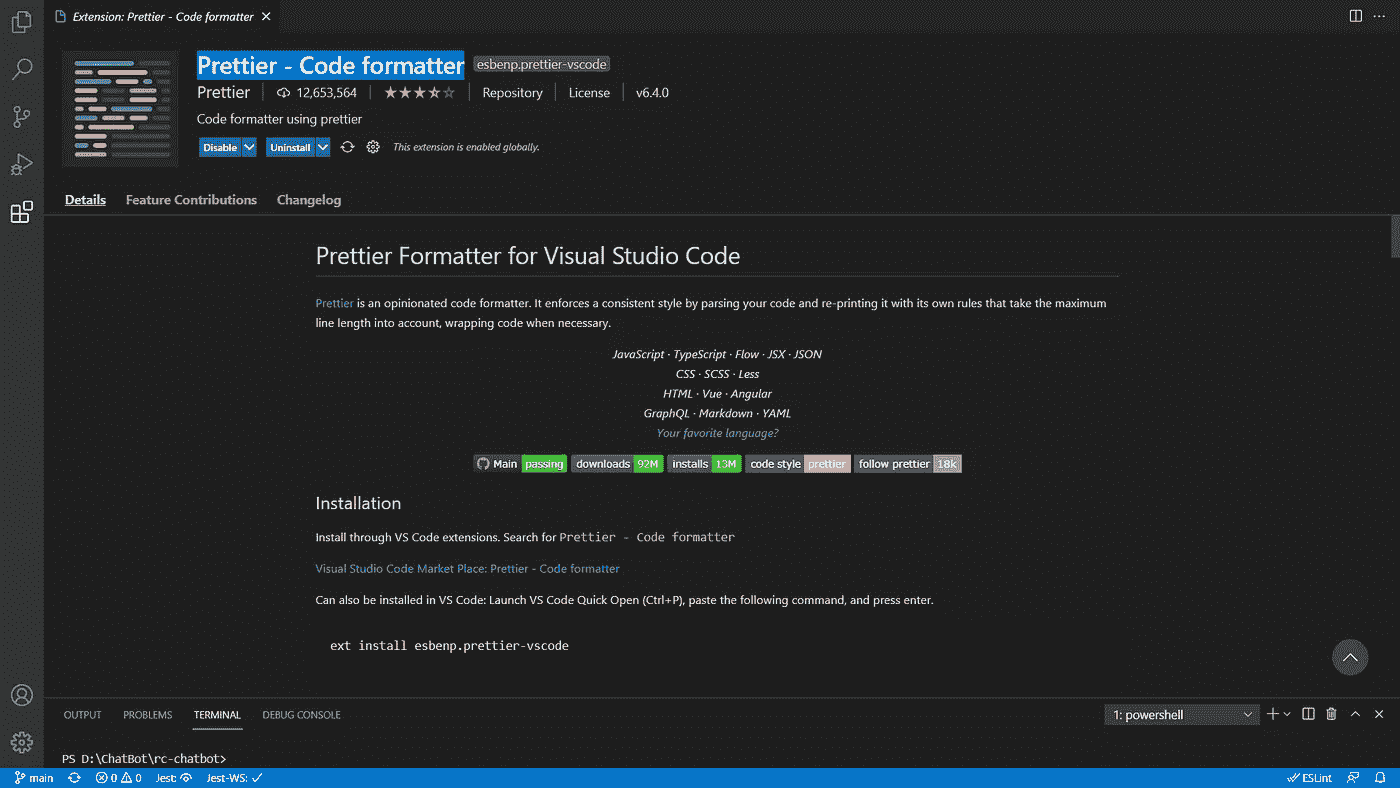 Extension: Prettier - Code formatter
Prettier - Code formatter esbenp.prettier-vscode
Prettier 12,653,564 Repository License v6.4.0
Code formatter using prettier
Disable Uninstall This extension is enabled globally.
Details Feature Contributions Changelog
Prettier Formatter for Visual Studio Code
Prettier is an opinionated code formatter. It enforces a consistent style by parsing your code and re-printing it with its own rules that take the maximum
line length into account, wrapping code when necessary.
JavaScript · TypeScript · Flow · JSX · JSON
CSS · SCSS · Less
HTML · Vue · Angular
GraphQL · Markdown · YAML
Your favorite language?
Main passing downloads 92M installs 13M code style prettier follow prettier 18k
Installation
Install through VS Code extensions. Search for Prettier - Code formatter
Visual Studio Code Market Place: Prettier - Code formatter
Can also be installed in VS Code: Launch VS Code Quick Open (Ctrl+P), paste the following command, and press enter.
ext install esbenp.prettier-vscode
OUTPUT PROBLEMS TERMINAL DEBUG CONSOLE 1: powershell
PS D:\ChatBot\rc-chatbot>
main 0 0 Jest: Jest-WS: ESLint